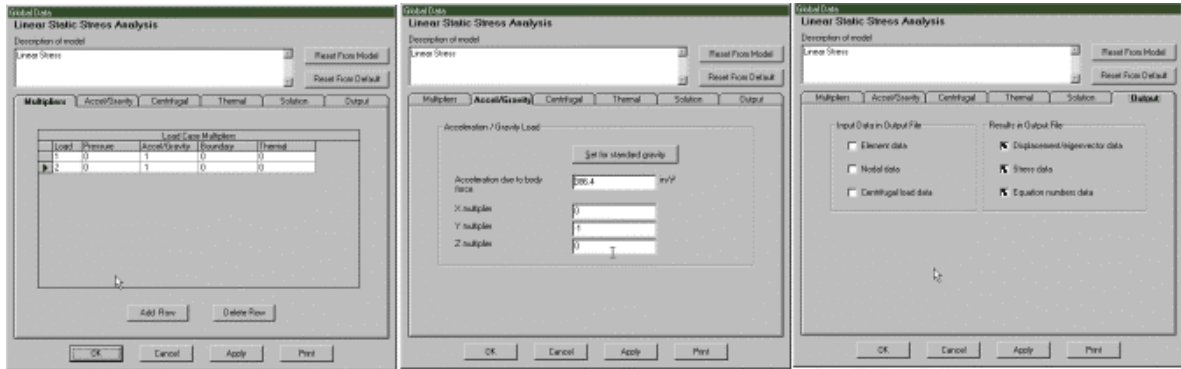 Global Data
Linear Static Stress Analysis
Description of model
Linear Stress
Reset From Model
Reset From Default
Multipliers Accel/Gravity Centrifugal Thermal Solution Output
Load Case Multipliers
Load Pressure Accel/Gravity Boundary Thermal
1 0 1 0 0
2 0 1 0 0
Add Row Delete Row
OK Cancel Apply Print
Global Data
Linear Static Stress Analysis
Description of model
Linear Stress
Reset From Model
Reset From Default
Multipliers Accel/Gravity Centrifugal Thermal Solution Output
Acceleration / Gravity Load
Set for standard gravity
Acceleration due to body force 386.4 in/s²
X multiplier 0
Y multiplier -1
Z multiplier 0
OK Cancel Apply Print
Global Data
Linear Static Stress Analysis
Description of model
Linear Stress
Reset From Model
Reset From Default
Multipliers Accel/Gravity Centrifugal Thermal Solution Output
Input Data in Output File
Element data
Nodal data
Centrifugal load data
Results in Output File
Displacement/eigenvector data
Stress data
Equation numbers data
OK Cancel Apply Print